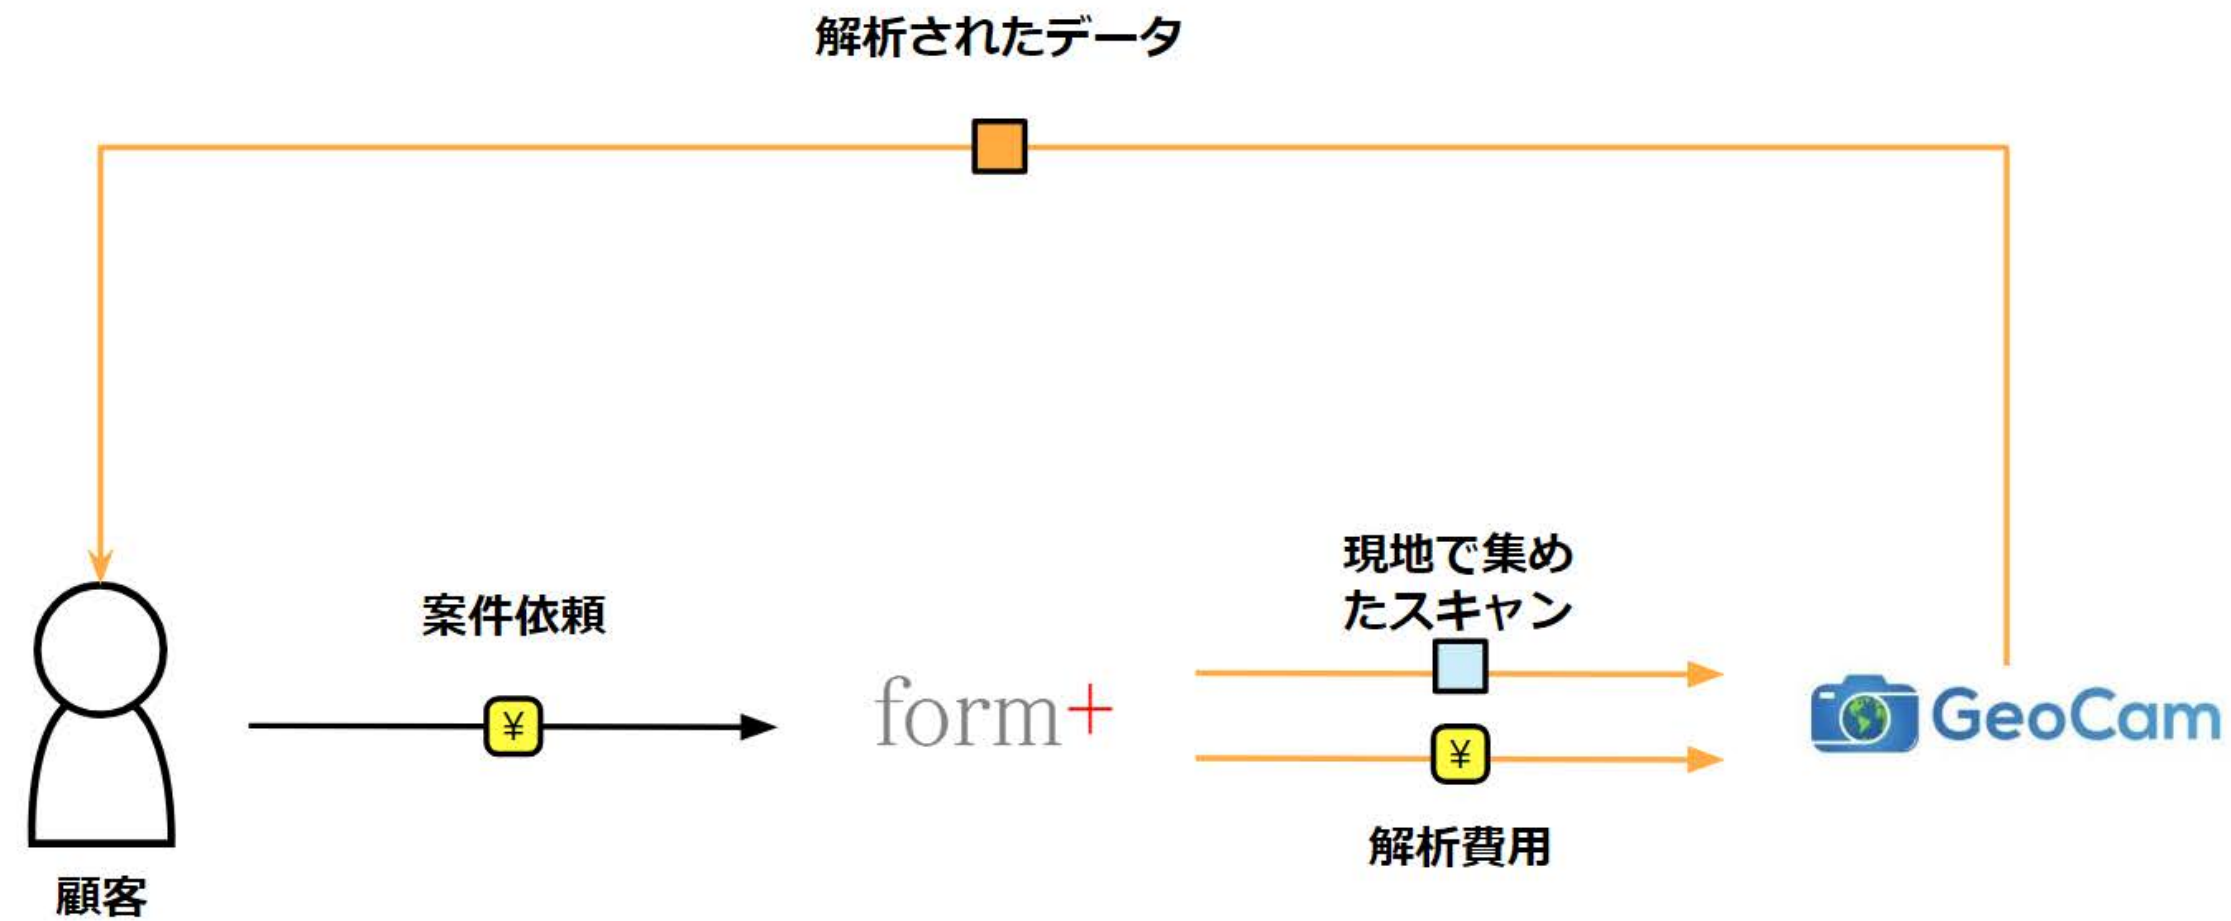 解析されたデータ
案件依頼
¥
現地で集め
たスキャン
form+
¥
GeoCam
解析費用
顧客